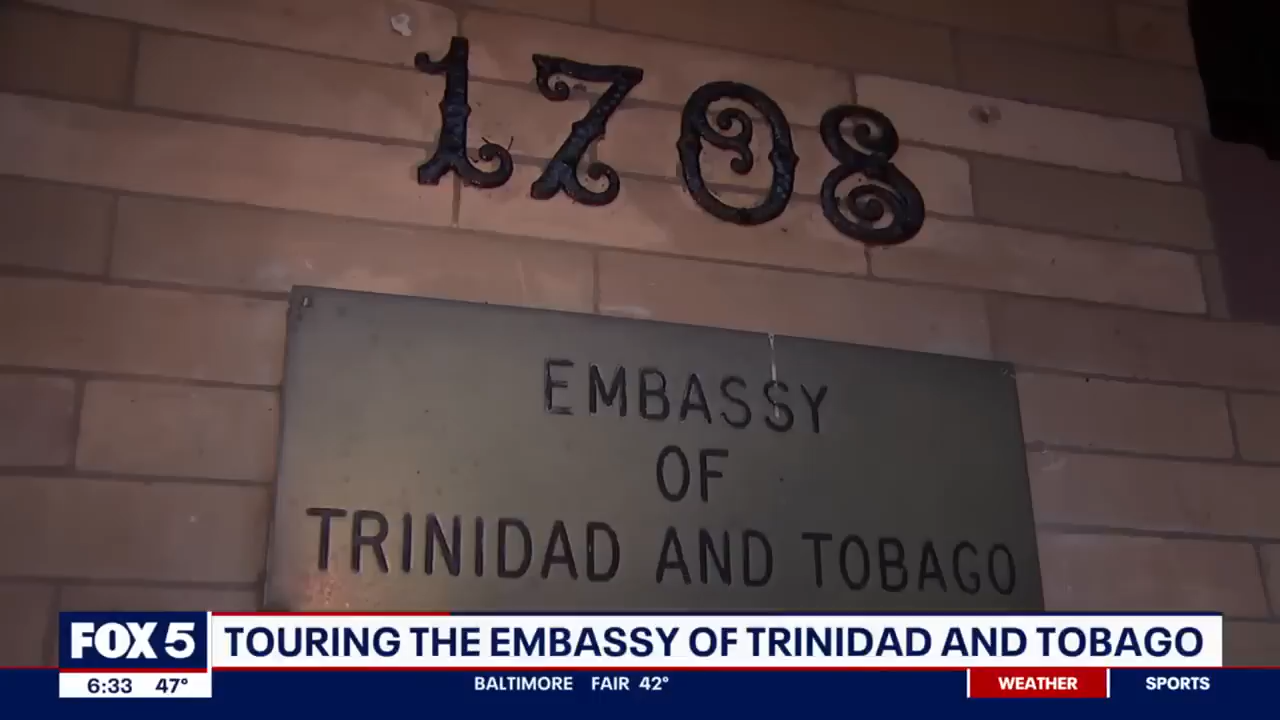 1708
EMBASSY
OF
TRINIDAD AND TOBAGO
FOX 5
TOURING THE EMBASSY OF TRINIDAD AND TOBAGO
6:33 47°
BALTIMORE FAIR 42°
WEATHER
SPORTS